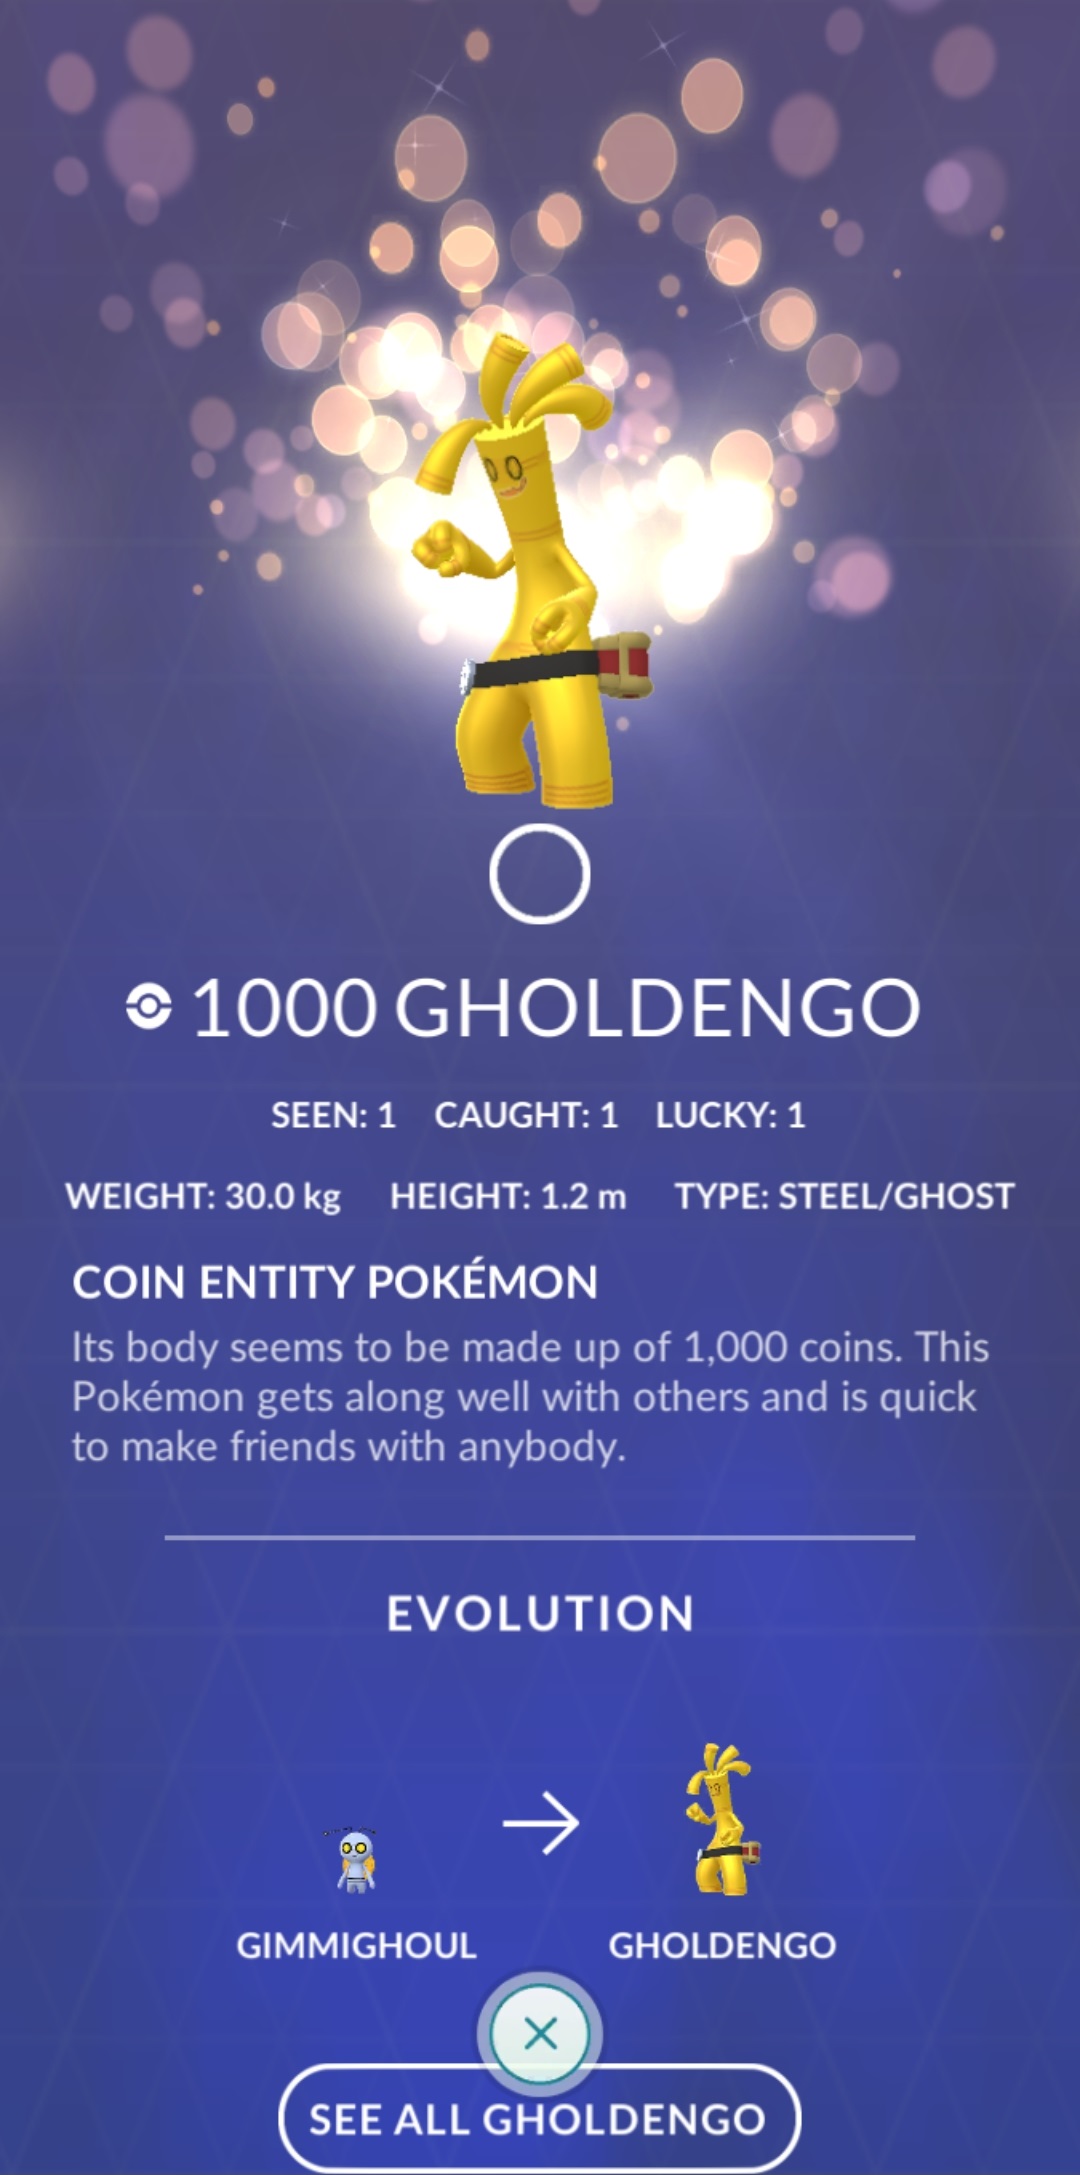 1000 GHOLDENGO
SEEN: 1 CAUGHT: 1 LUCKY: 1
WEIGHT: 30.0 kg HEIGHT: 1.2 m TYPE: STEEL/GHOST
COIN ENTITY POKÉMON
Its body seems to be made up of 1,000 coins. This
Pokémon gets along well with others and is quick
to make friends with anybody.
EVOLUTION
GIMMIGHOUL GHOLDENGO
SEE ALL GHOLDENGO